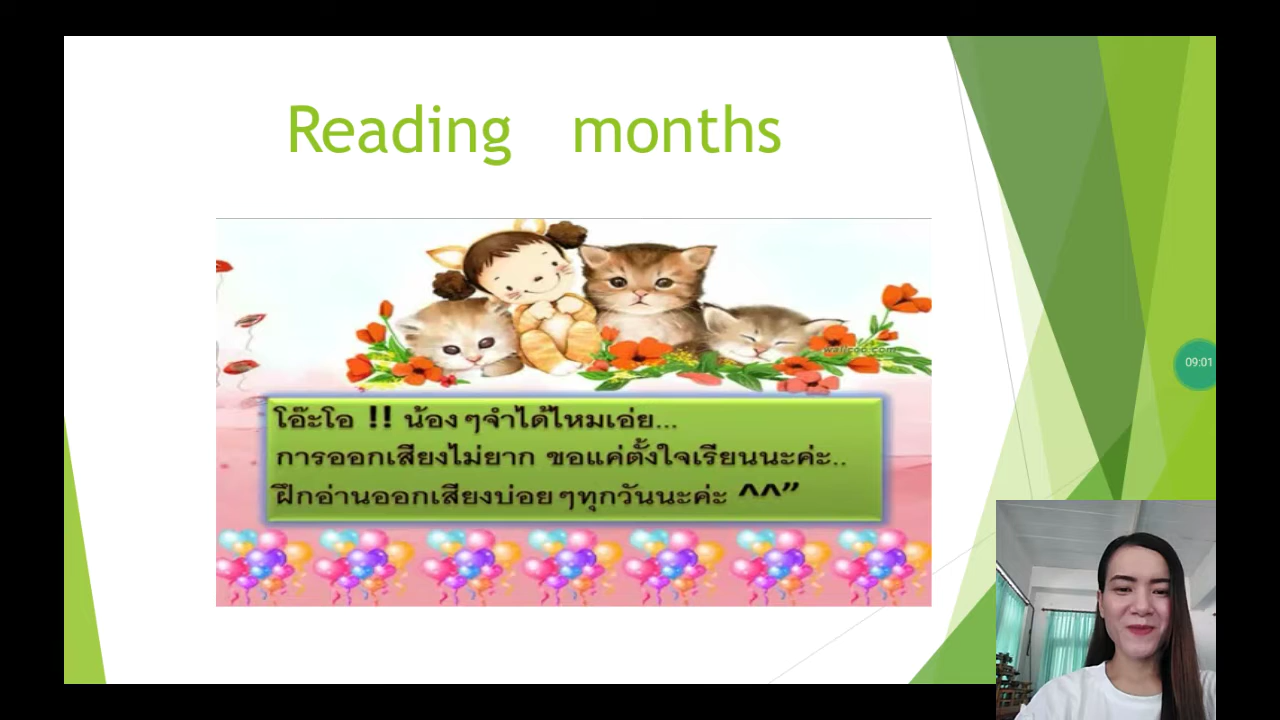 Reading months
wallcoo.com
โอ๊ะโอ !! น้องๆจำได้ไหมเอ่ย...
การออกเสียงไม่ยาก ขอแค่ตั้งใจเรียนนะค่ะ..
ฝึกอ่านออกเสียงบ่อยๆทุกวันนะค่ะ ^^”
09:01